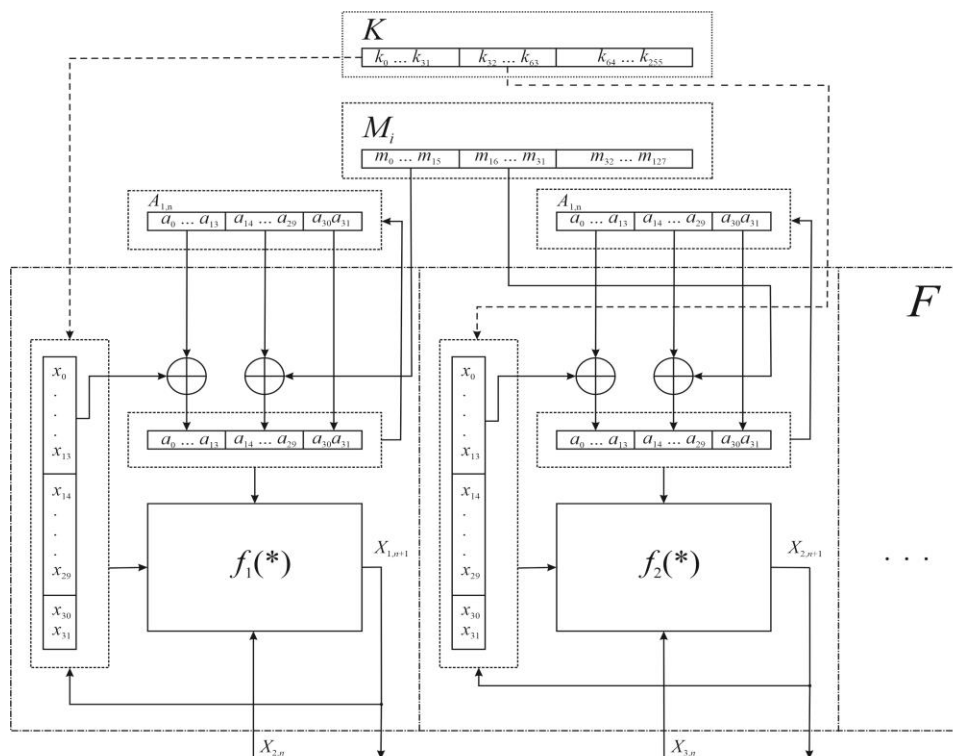 K
k₀ ... k₃₁ k₃₂ ... k₆₃ k₆₄ ... k₂₅₅
Mᵢ
m₀ ... m₁₅ m₁₆ ... m₃₁ m₃₂ ... m₁₂₇
A₁,ₙ
a₀ ... a₁₃ a₁₄ ... a₂₉ a₃₀a₃₁
A₁,ₙ
a₀ ... a₁₃ a₁₄ ... a₂₉ a₃₀a₃₁
F
x₀
.
.
.
x₁₃
x₁₄
.
.
.
.
x₂₉
x₃₀
x₃₁
a₀ ... a₁₃ a₁₄ ... a₂₉ a₃₀a₃₁
f₁(*)
X₁,ₙ₊₁
X₂,ₙ
x₀
.
.
.
x₁₃
x₁₄
.
.
.
.
x₂₉
x₃₀
x₃₁
a₀ ... a₁₃ a₁₄ ... a₂₉ a₃₀a₃₁
f₂(*)
X₂,ₙ₊₁
X₃,ₙ
. . .